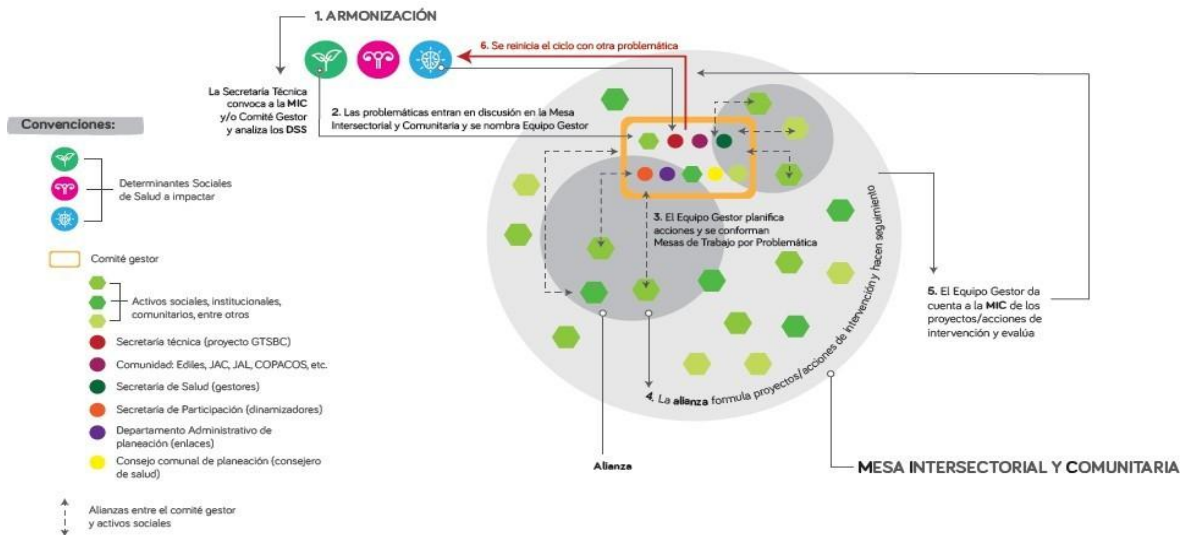 1. ARMONIZACIÓN
6. Se reinicia el ciclo con otra problemática
La Secretaría Técnica
convoca a la MIC
y/o Comité Gestor
y analiza los DSS
2. Las problemáticas entran en discusión en la Mesa
Intersectorial y Comunitaria y se nombra Equipo Gestor
3. El Equipo Gestor planifica
acciones y se conforman
Mesas de Trabajo por Problemática
4. La alianza formula proyectos/acciones de intervención y hacen seguimiento
5. El Equipo Gestor da
cuenta a la MIC de los
proyectos/acciones de
intervención y evalúa
Alianza
MESA INTERSECTORIAL Y COMUNITARIA
Convenciones:
Determinantes Sociales
de Salud a impactar
Comité gestor
Activos sociales, institucionales,
comunitarios, entre otros
Secretaría técnica (proyecto GTSBC)
Comunidad: Ediles, JAC, JAL, COPACOS, etc.
Secretaría de Salud (gestores)
Secretaría de Participación (dinamizadores)
Departamento Administrativo de
planeación (enlaces)
Consejo comunal de planeación (consejero
de salud)
Alianzas entre el comité gestor
y activos sociales